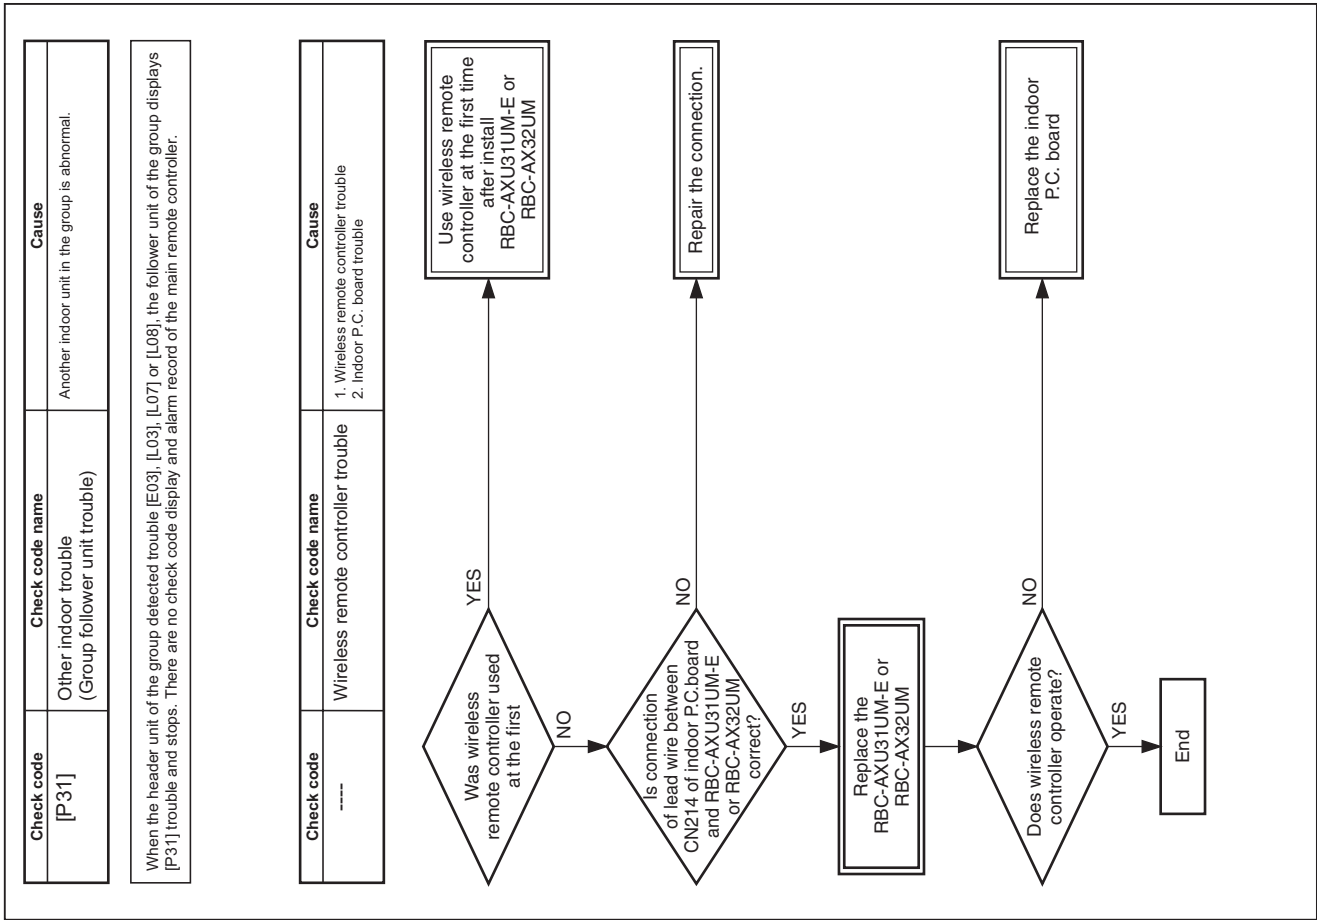 Check code
Check code name
Cause
[P31]
Other indoor trouble
(Group follower unit trouble)
Another indoor unit in the group is abnormal.
When the header unit of the group detected trouble [E03], [L03], [L07] or [L08], the follower unit of the group displays
[P31] trouble and stops. There are no check code display and alarm record of the main remote controller.
Check code
Check code name
Cause
----
Wireless remote controller trouble
1. Wireless remote controller trouble
2. Indoor P.C. board trouble
Was wireless
remote controller used
at the first
YES
Use wireless remote
controller at the first time
after install
RBC-AXU31UM-E or
RBC-AX32UM
NO
Is connection
of lead wire between
CN214 of indoor P.C.board
and RBC-AXU31UM-E
or RBC-AX32UM
correct?
NO
Repair the connection.
YES
Replace the
RBC-AXU31UM-E or
RBC-AX32UM
Does wireless remote
controller operate?
NO
Replace the indoor
P.C. board
YES
End